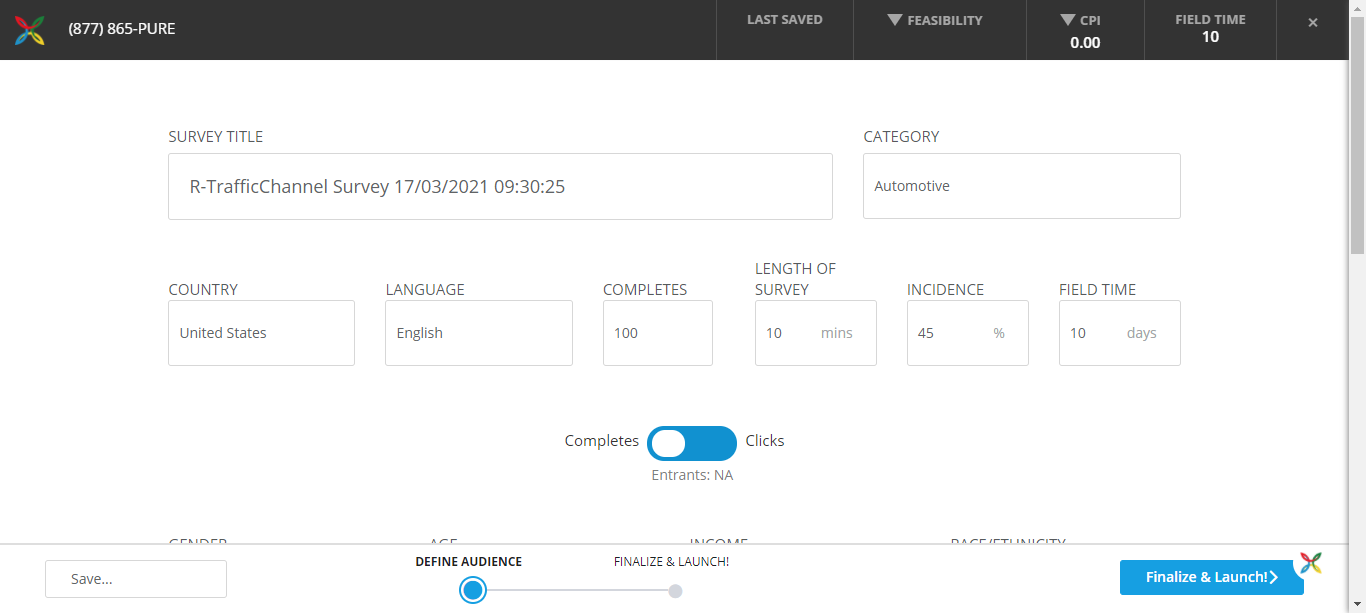 (877) 865-PURE
LAST SAVED
FEASIBILITY
CPI
0.00
FIELD TIME
10
×
SURVEY TITLE
R-TrafficChannel Survey 17/03/2021 09:30:25
CATEGORY
Automotive
COUNTRY
United States
LANGUAGE
English
COMPLETES
100
LENGTH OF
SURVEY
10 mins
INCIDENCE
45 %
FIELD TIME
10 days
Completes
Clicks
Entrants: NA
GENDER
AGE
INCOME
RACE/ETHNICITY
Save...
DEFINE AUDIENCE
FINALIZE & LAUNCH!
Finalize & Launch!